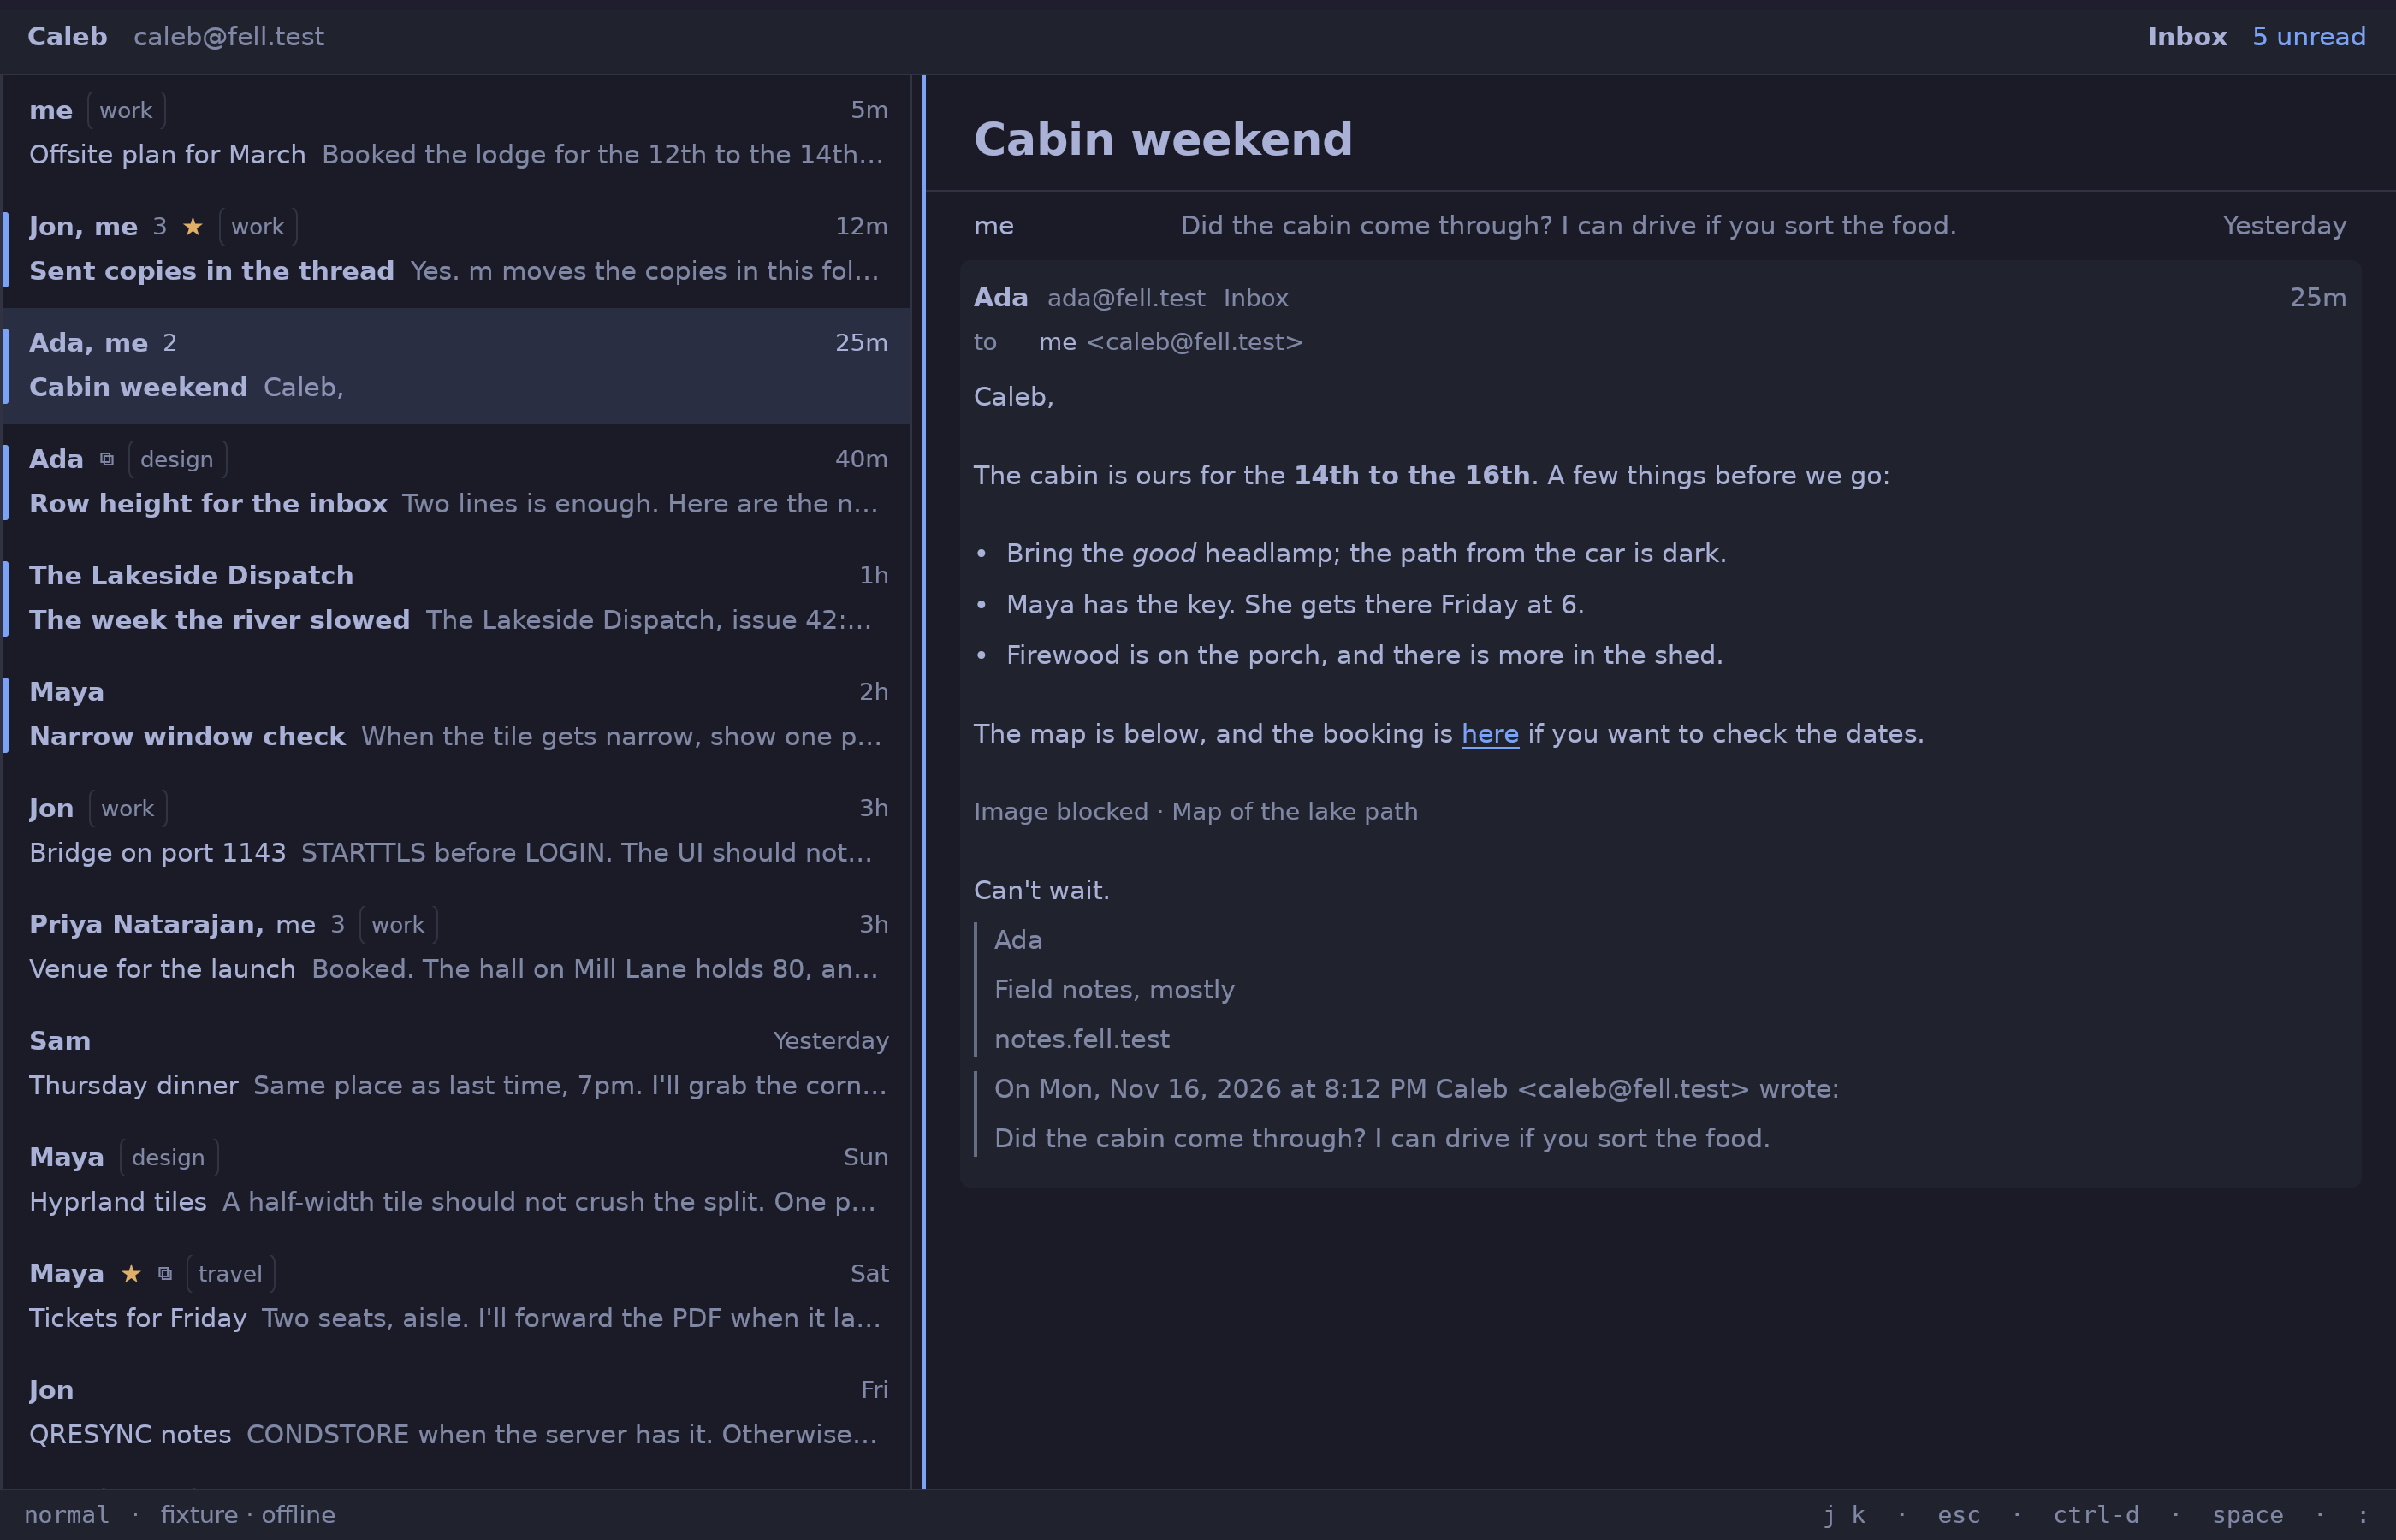 Caleb caleb@fell.test
Inbox 5 unread
me work 5m
Offsite plan for March Booked the lodge for the 12th to the 14th…
Jon, me 3 ★ work 12m
Sent copies in the thread Yes. m moves the copies in this fol…
Ada, me 2 25m
Cabin weekend Caleb,
Ada ⧉ design 40m
Row height for the inbox Two lines is enough. Here are the n…
The Lakeside Dispatch 1h
The week the river slowed The Lakeside Dispatch, issue 42:…
Maya 2h
Narrow window check When the tile gets narrow, show one p…
Jon work 3h
Bridge on port 1143 STARTTLS before LOGIN. The UI should not…
Priya Natarajan, me 3 work 3h
Venue for the launch Booked. The hall on Mill Lane holds 80, an…
Sam Yesterday
Thursday dinner Same place as last time, 7pm. I'll grab the corn…
Maya design Sun
Hyprland tiles A half-width tile should not crush the split. One p…
Maya ★ ⧉ travel Sat
Tickets for Friday Two seats, aisle. I'll forward the PDF when it la…
Jon Fri
QRESYNC notes CONDSTORE when the server has it. Otherwise…
Cabin weekend
me Did the cabin come through? I can drive if you sort the food. Yesterday
Ada ada@fell.test Inbox 25m
to me <caleb@fell.test>
Caleb,
The cabin is ours for the 14th to the 16th. A few things before we go:
• Bring the good headlamp; the path from the car is dark.
• Maya has the key. She gets there Friday at 6.
• Firewood is on the porch, and there is more in the shed.
The map is below, and the booking is here if you want to check the dates.
Image blocked · Map of the lake path
Can't wait.
Ada
Field notes, mostly
notes.fell.test
On Mon, Nov 16, 2026 at 8:12 PM Caleb <caleb@fell.test> wrote:
Did the cabin come through? I can drive if you sort the food.
normal · fixture · offline
j k · esc · ctrl-d · space · :